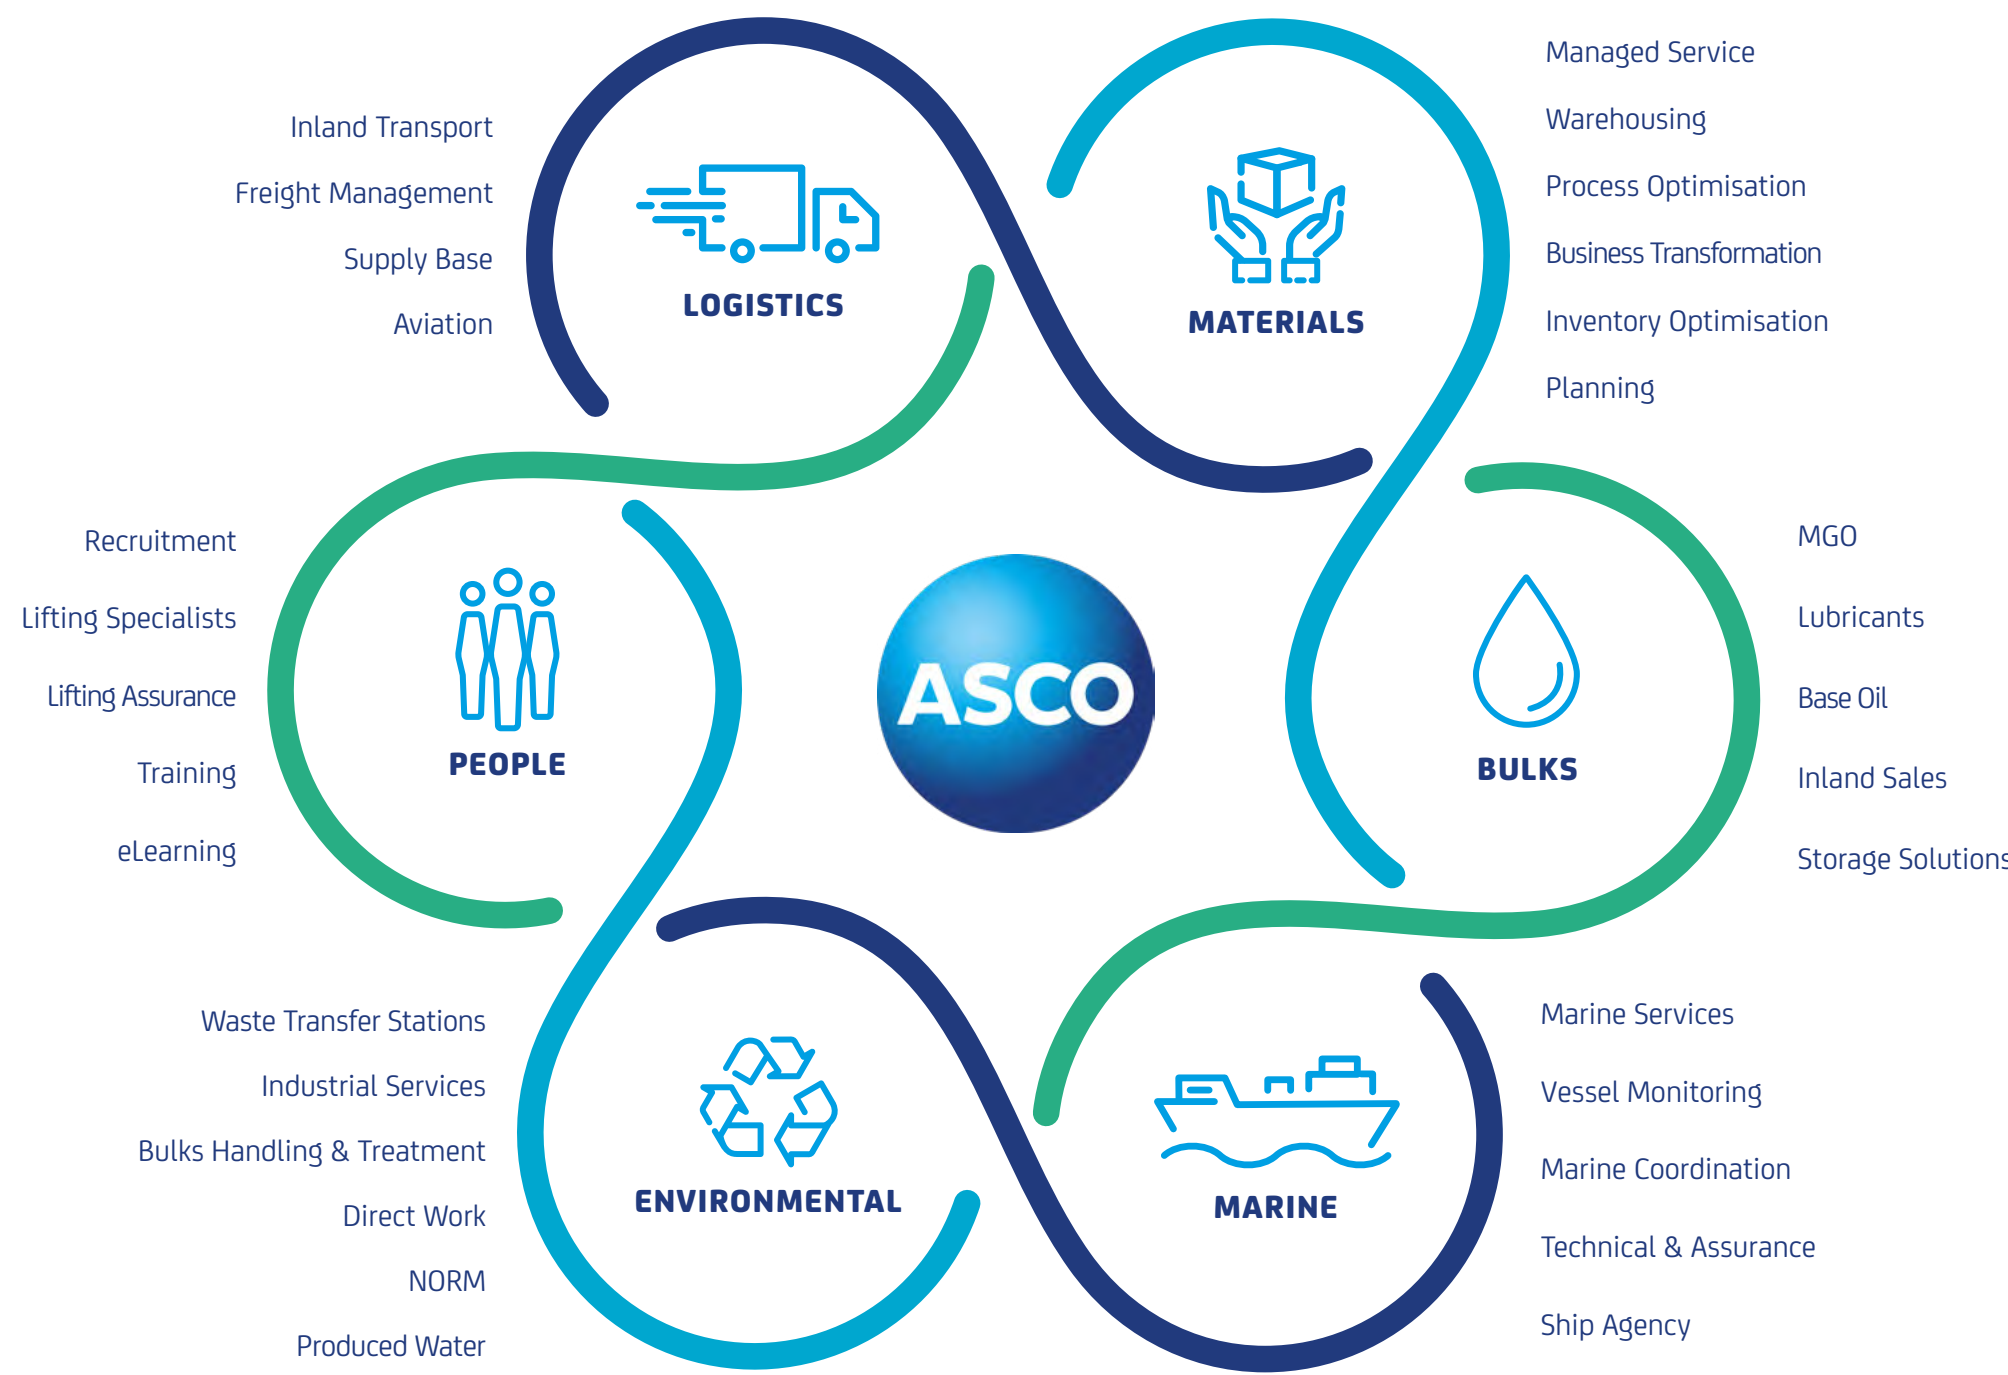 Inland Transport
Freight Management
Supply Base
Aviation
LOGISTICS
Managed Service
Warehousing
Process Optimisation
Business Transformation
Inventory Optimisation
Planning
MATERIALS
Recruitment
Lifting Specialists
Lifting Assurance
Training
eLearning
PEOPLE
ASCO
MGO
Lubricants
Base Oil
Inland Sales
Storage Solutions
BULKS
Waste Transfer Stations
Industrial Services
Bulks Handling & Treatment
Direct Work
NORM
Produced Water
ENVIRONMENTAL
Marine Services
Vessel Monitoring
Marine Coordination
Technical & Assurance
Ship Agency
MARINE